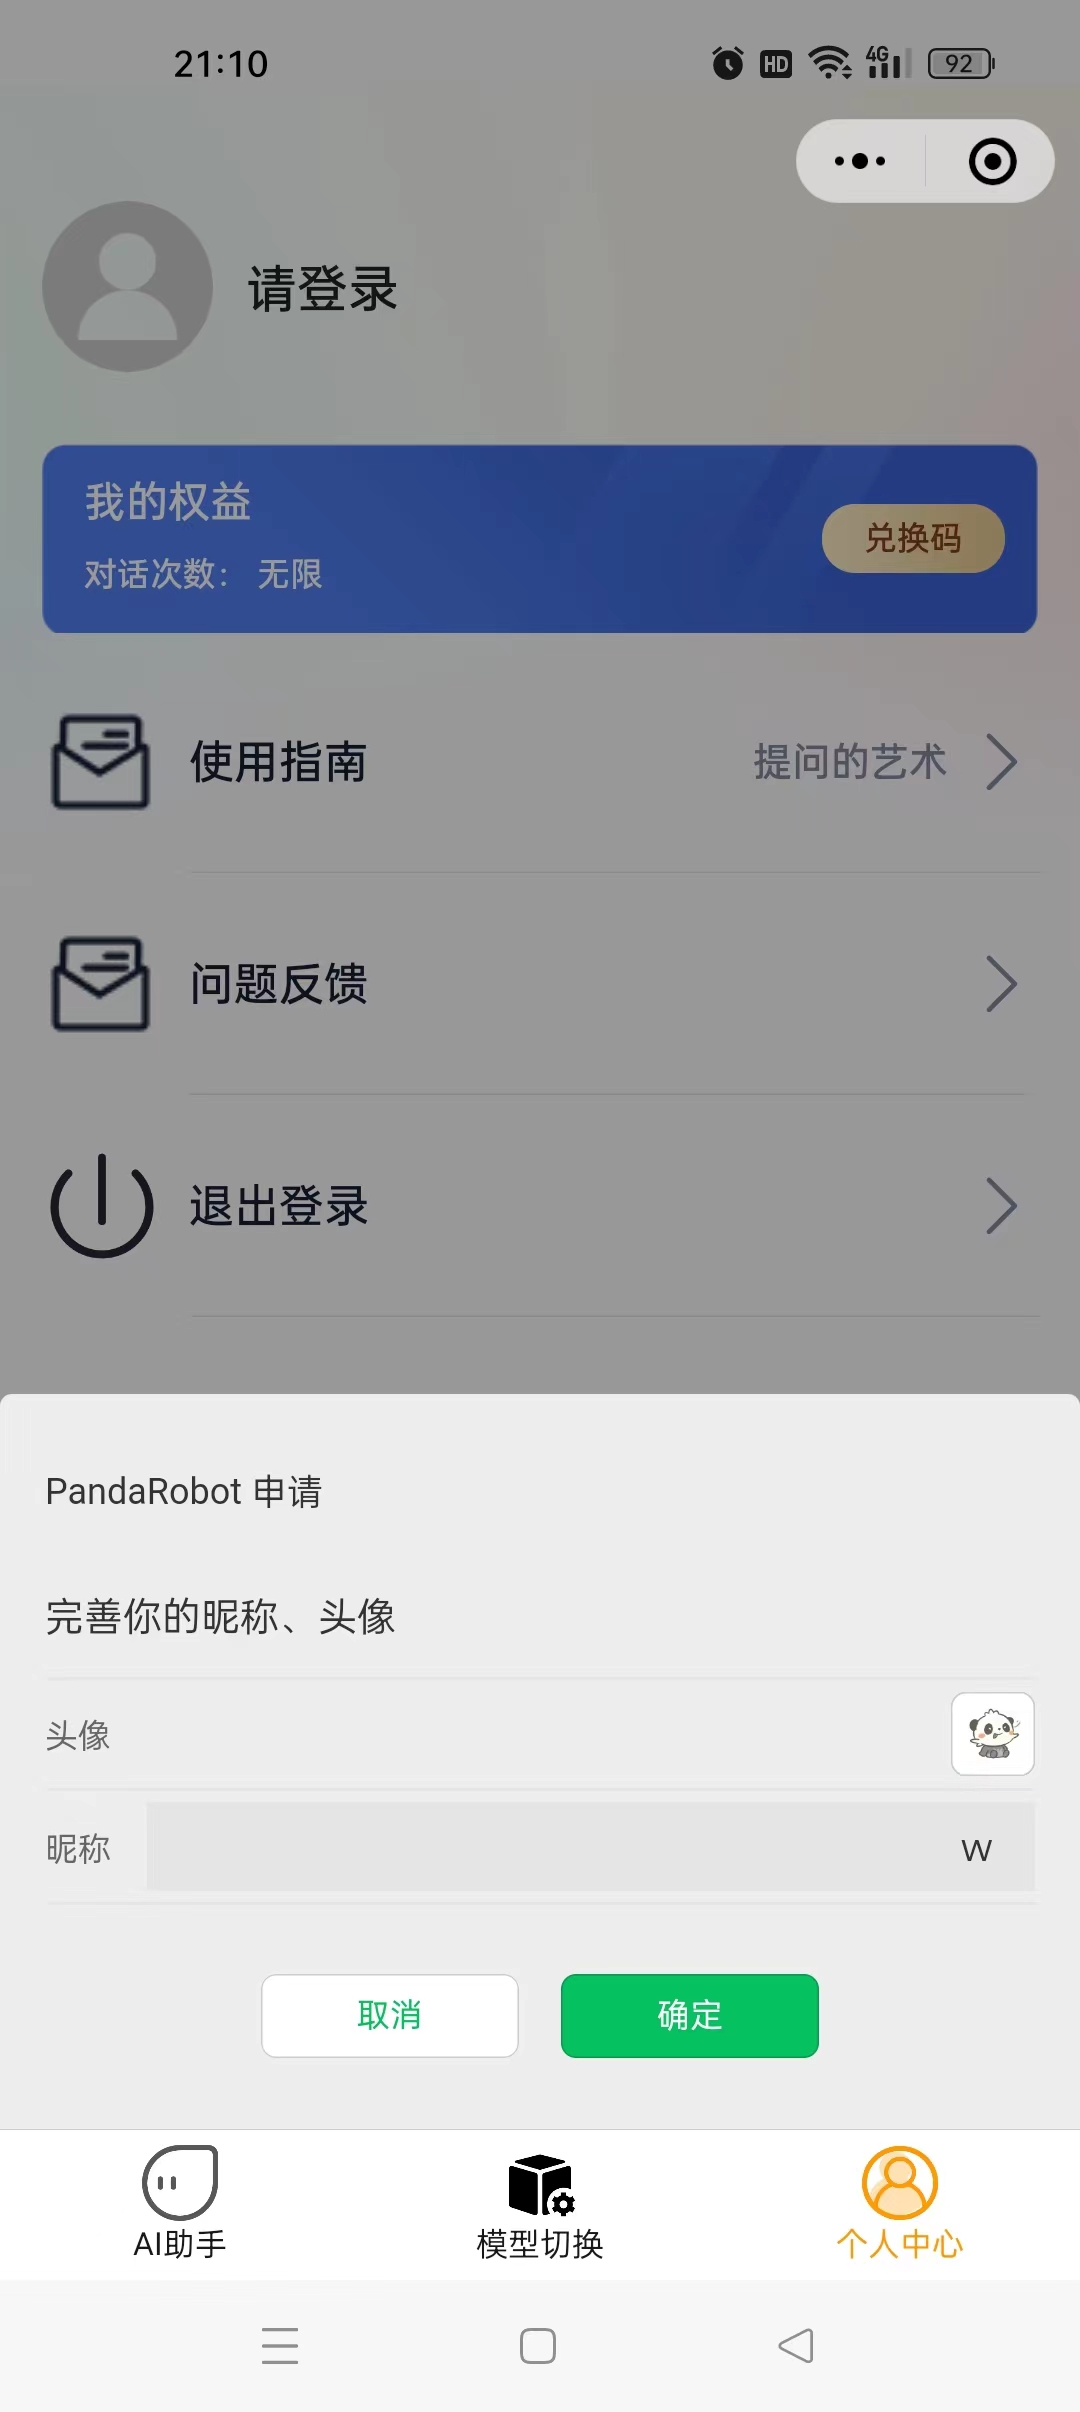 21:10
HD
4G
92
请登录
我的权益
对话次数： 无限
兑换码
使用指南
提问的艺术
问题反馈
退出登录
PandaRobot 申请
完善你的昵称、头像
头像
昵称
W
取消
确定
AI助手
模型切换
个人中心